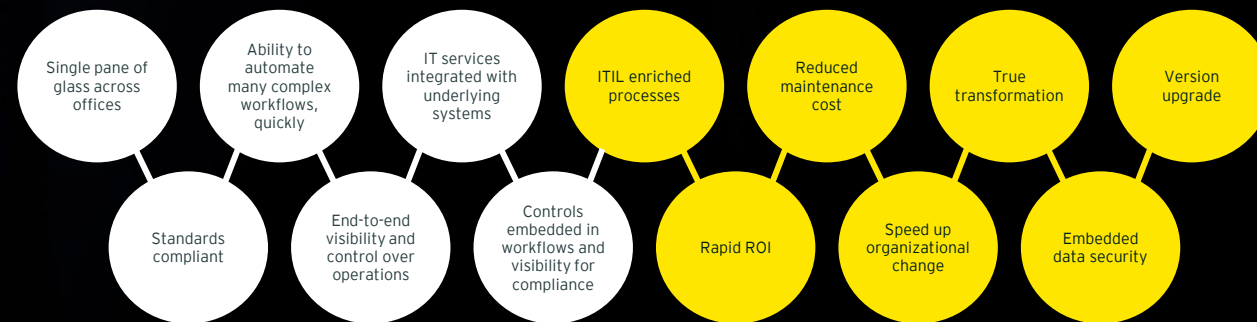 Single pane of
glass across
offices
Standards
compliant
Ability to
automate
many complex
workflows,
quickly
End-to-end
visibility and
control over
operations
IT services
integrated with
underlying
systems
Controls
embedded in
workflows and
visibility for
compliance
ITIL enriched
processes
Rapid ROI
Reduced
maintenance
cost
Speed up
organizational
change
True
transformation
Embedded
data security
Version
upgrade